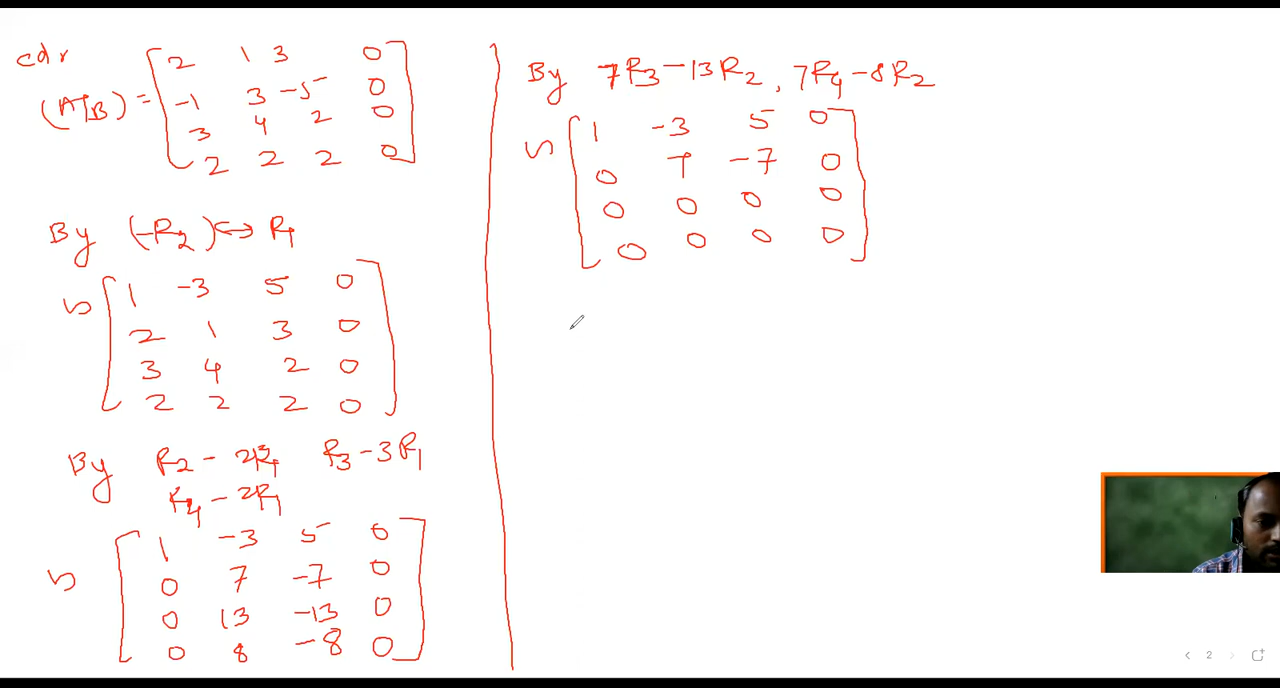 cdr
(A|B) = [ 2 1 3 0
-1 3 -5 0
3 4 2 0
2 2 2 0 ]
By (-R2) ↔ R1
~ [ 1 -3 5 0
2 1 3 0
3 4 2 0
2 2 2 0 ]
By R2 - 2R1 R3 - 3R1
R4 - 2R1
~ [ 1 -3 5 0
0 7 -7 0
0 13 -13 0
0 8 -8 0 ]
By 7R3 - 13R2, 7R4 - 8R2
~ [ 1 -3 5 0
0 7 -7 0
0 0 0 0
0 0 0 0 ]
< 2 >